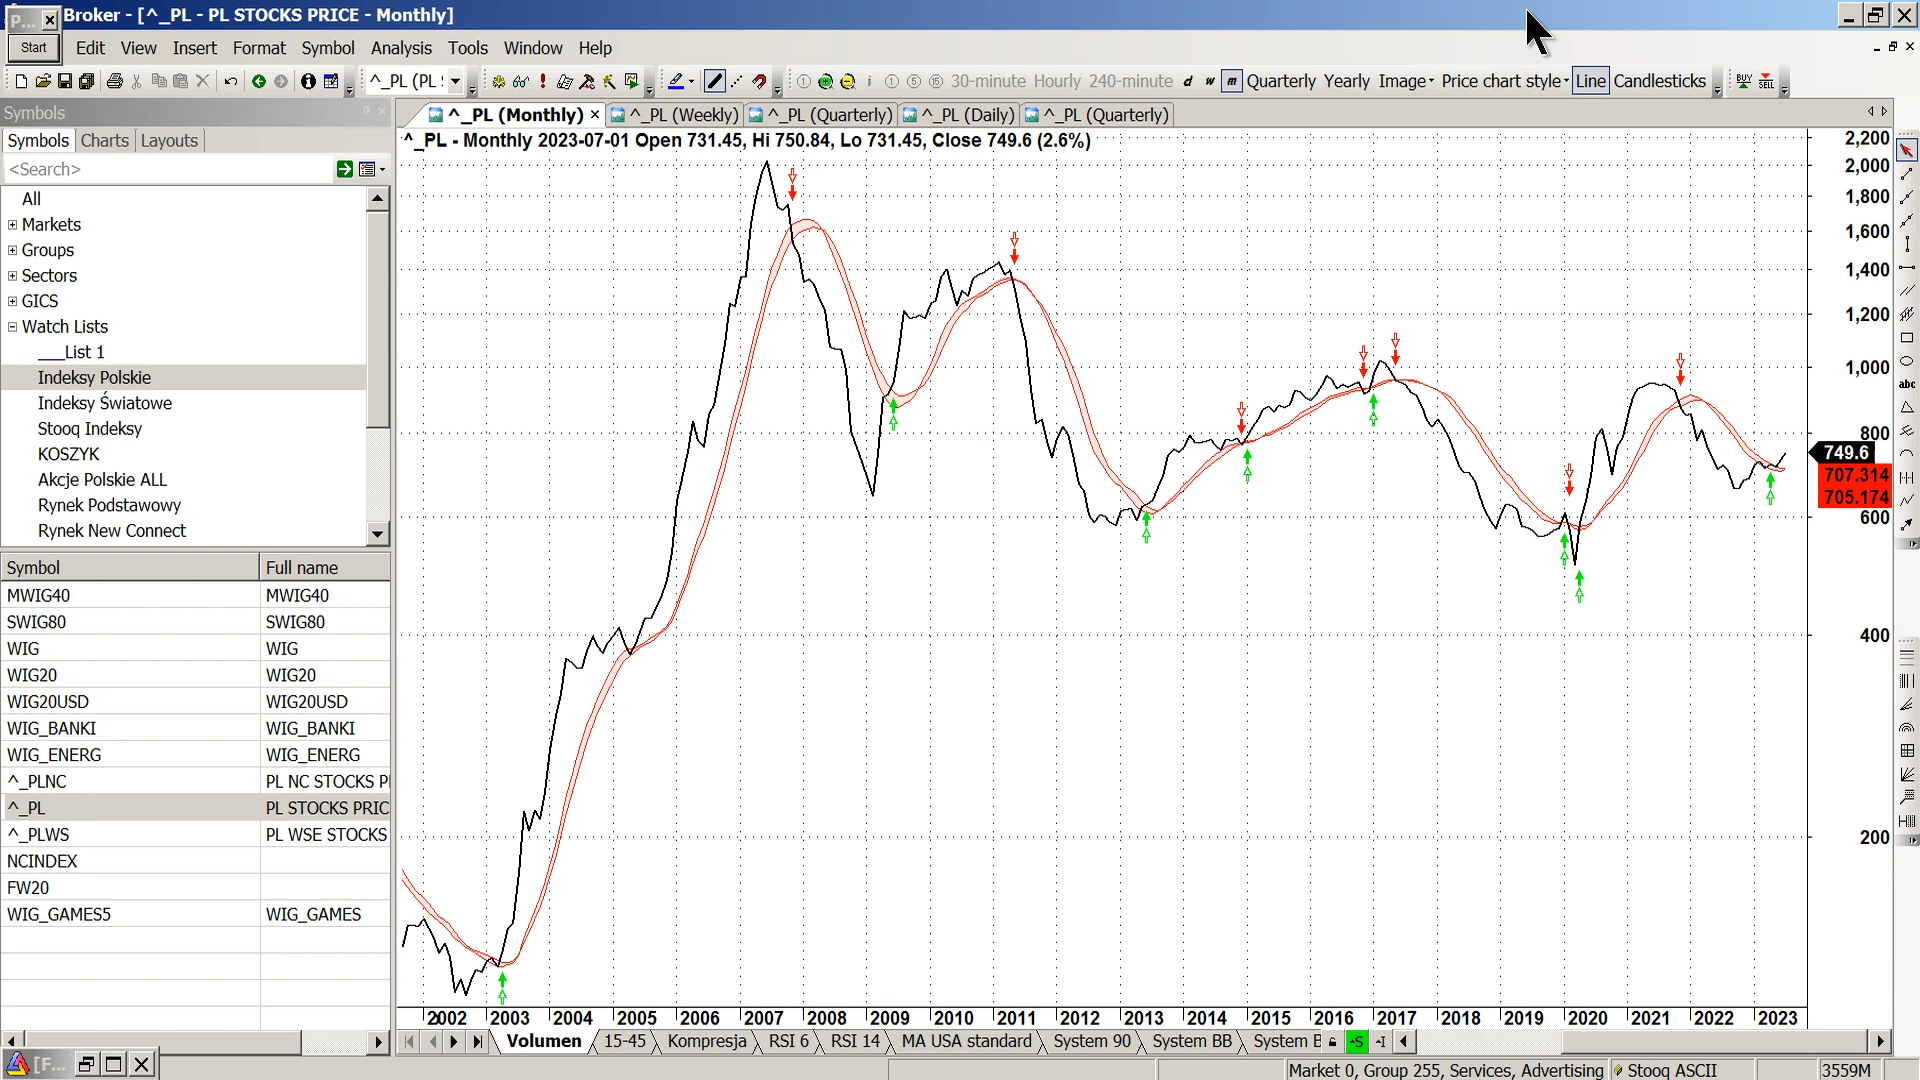 P...
Broker - [^_PL - PL STOCKS PRICE - Monthly]
Start
Edit View Insert Format Symbol Analysis Tools Window Help
^_PL (PL
30-minute Hourly 240-minute d w m Quarterly Yearly Image Price chart style Line Candlesticks BUY SELL
Symbols
^_PL (Monthly) ^_PL (Weekly) ^_PL (Quarterly) ^_PL (Daily) ^_PL (Quarterly)
Symbols Charts Layouts
^_PL - Monthly 2023-07-01 Open 731.45, Hi 750.84, Lo 731.45, Close 749.6 (2.6%)
<Search>
All
Markets
Groups
Sectors
GICS
Watch Lists
___List 1
Indeksy Polskie
Indeksy Światowe
Stooq Indeksy
KOSZYK
Akcje Polskie ALL
Rynek Podstawowy
Rynek New Connect
Symbol Full name
MWIG40 MWIG40
SWIG80 SWIG80
WIG WIG
WIG20 WIG20
WIG20USD WIG20USD
WIG_BANKI WIG_BANKI
WIG_ENERG WIG_ENERG
^_PLNC PL NC STOCKS P
^_PL PL STOCKS PRIC
^_PLWS PL WSE STOCKS
NCINDEX
FW20
WIG_GAMES5 WIG_GAMES
2,200
2,000
1,800
1,600
1,400
1,200
1,000
800
749.6
707.314
705.174
600
400
200
abc
2002 2003 2004 2005 2006 2007 2008 2009 2010 2011 2012 2013 2014 2015 2016 2017 2018 2019 2020 2021 2022 2023
Volumen 15-45 Kompresja RSI 6 RSI 14 MA USA standard System 90 System BB System B S I
[F...
Market 0, Group 255, Services, Advertising Stooq ASCII 3559M